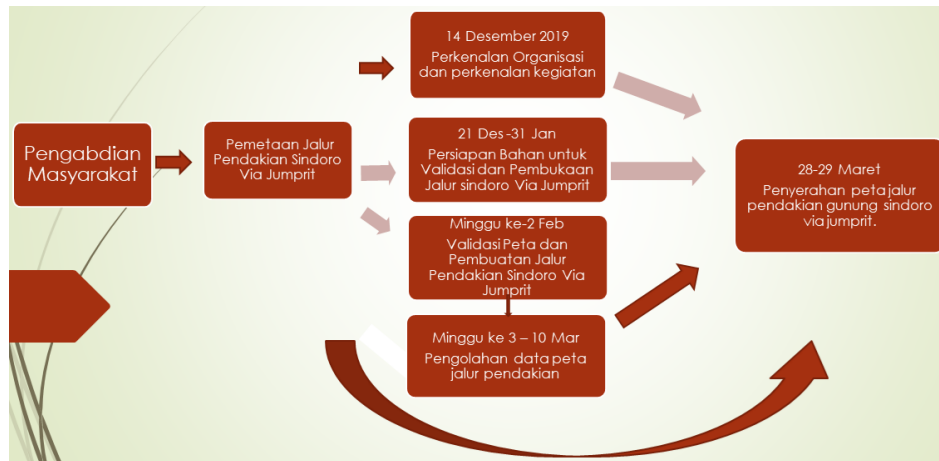 Pengabdian
Masyarakat
Pemetaan Jalur
Pendakian Sindoro
Via Jumprit
14 Desember 2019
Perkenalan Organisasi
dan perkenalan kegiatan
21 Des -31 Jan
Persiapan Bahan untuk
Validasi dan Pembukaan
Jalur sindoro Via Jumprit
Minggu ke-2 Feb
Validasi Peta dan
Pembuatan Jalur
Pendakian Sindoro Via
Jumprit
Minggu ke 3 – 10 Mar
Pengolahan data peta
jalur pendakian
28-29 Maret
Penyerahan peta jalur
pendakian gunung sindoro
via jumprit.